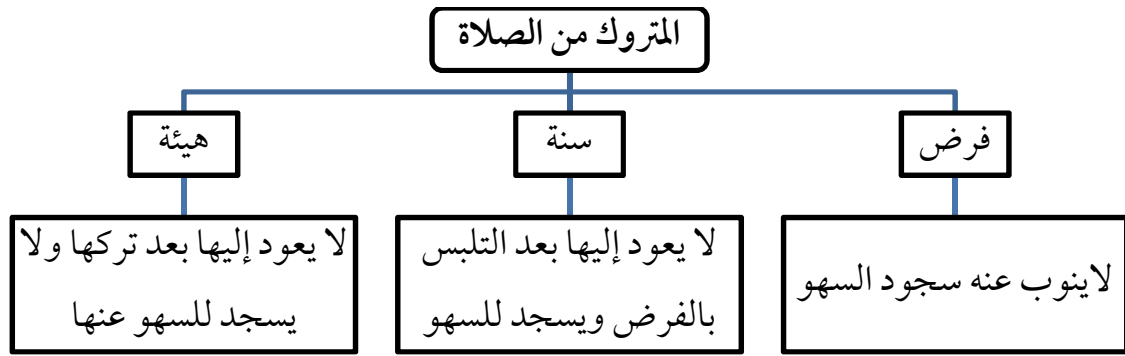 المتروك من الصلاة
فرض
سنة
هيئة
لاينوب عنه سجود السهو
لا يعود إليها بعد التلبس
بالفرض ويسجد للسهو
لا يعود إليها بعد تركها ولا
يسجد للسهو عنها